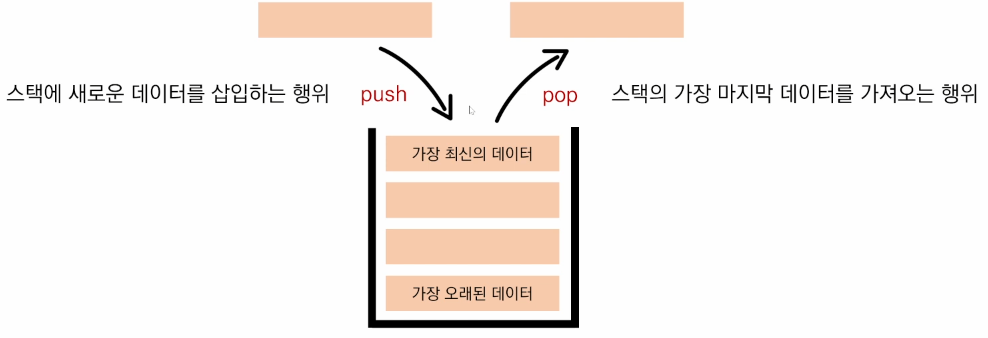 스택에 새로운 데이터를 삽입하는 행위
push
pop
스택의 가장 마지막 데이터를 가져오는 행위
가장 최신의 데이터
가장 오래된 데이터